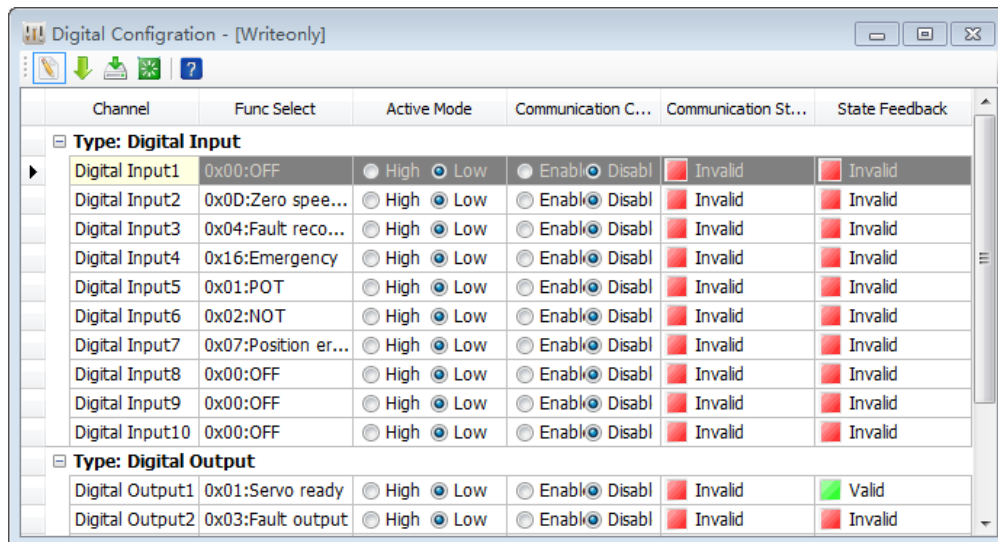 Digital Configration - [Writeonly]
?
Channel Func Select Active Mode Communication C... Communication St... State Feedback
Type: Digital Input
Digital Input1 0x00:OFF High Low Enabl Disabl Invalid Invalid
Digital Input2 0x0D:Zero spee... High Low Enabl Disabl Invalid Invalid
Digital Input3 0x04:Fault reco... High Low Enabl Disabl Invalid Invalid
Digital Input4 0x16:Emergency High Low Enabl Disabl Invalid Invalid
Digital Input5 0x01:POT High Low Enabl Disabl Invalid Invalid
Digital Input6 0x02:NOT High Low Enabl Disabl Invalid Invalid
Digital Input7 0x07:Position er... High Low Enabl Disabl Invalid Invalid
Digital Input8 0x00:OFF High Low Enabl Disabl Invalid Invalid
Digital Input9 0x00:OFF High Low Enabl Disabl Invalid Invalid
Digital Input10 0x00:OFF High Low Enabl Disabl Invalid Invalid
Type: Digital Output
Digital Output1 0x01:Servo ready High Low Enabl Disabl Invalid Valid
Digital Output2 0x03:Fault output High Low Enabl Disabl Invalid Invalid